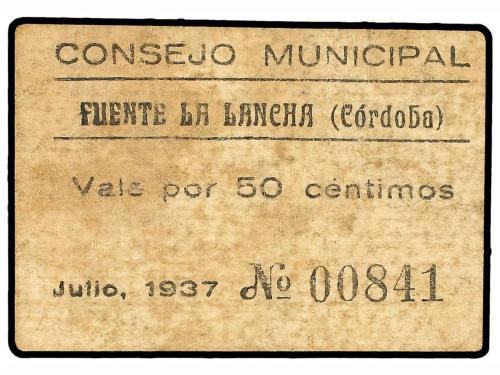 CONSEJO MUNICIPAL
FUENTE LA LANCHA (Córdoba)
Vale por 50 céntimos
Julio, 1937 Nº 00841